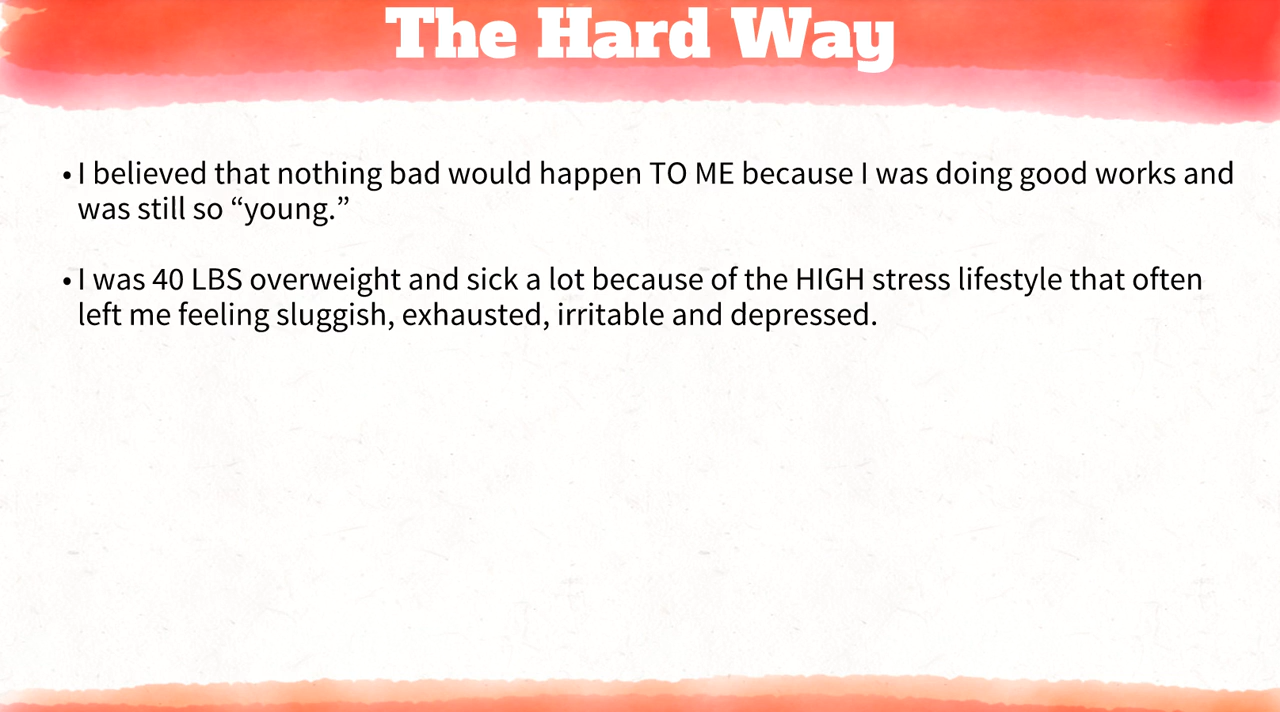 The Hard Way
• I believed that nothing bad would happen TO ME because I was doing good works and
was still so “young.”
• I was 40 LBS overweight and sick a lot because of the HIGH stress lifestyle that often
left me feeling sluggish, exhausted, irritable and depressed.